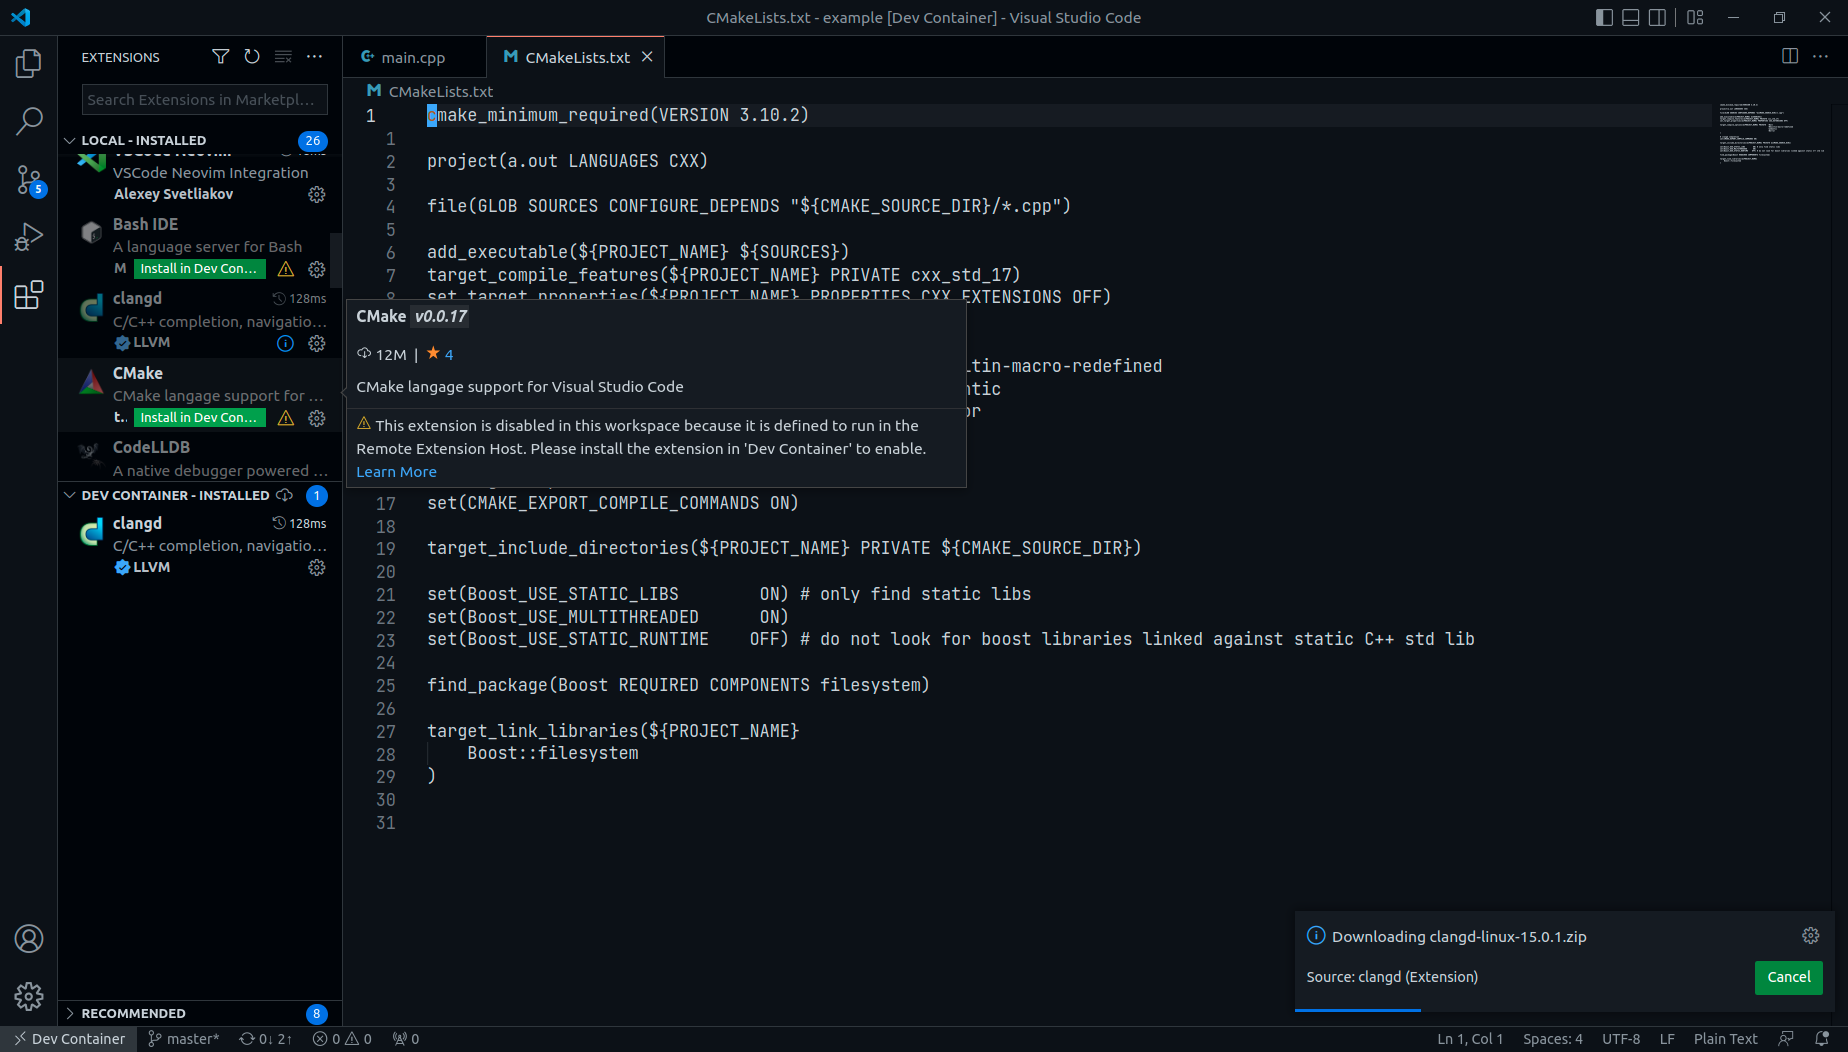 CMakeLists.txt - example [Dev Container] - Visual Studio Code
EXTENSIONS
Search Extensions in Marketpl...
LOCAL - INSTALLED 26
VSCode Neovim
VSCode Neovim Integration
Alexey Svetliakov
Bash IDE
A language server for Bash
M Install in Dev Con...
clangd 128ms
C/C++ completion, navigatio...
LLVM
CMake
CMake langage support for ...
t.. Install in Dev Con...
CodeLLDB
A native debugger powered ...
DEV CONTAINER - INSTALLED 1
clangd 128ms
C/C++ completion, navigatio...
LLVM
RECOMMENDED 8
5
main.cpp
CMakeLists.txt
CMakeLists.txt
1 cmake_minimum_required(VERSION 3.10.2)
1
2 project(a.out LANGUAGES CXX)
3
4 file(GLOB SOURCES CONFIGURE_DEPENDS "${CMAKE_SOURCE_DIR}/*.cpp")
5
6 add_executable(${PROJECT_NAME} ${SOURCES})
7 target_compile_features(${PROJECT_NAME} PRIVATE cxx_std_17)
8 set_target_properties(${PROJECT_NAME} PROPERTIES CXX_EXTENSIONS OFF)
CMake v0.0.17
12M | ★ 4
CMake langage support for Visual Studio Code
This extension is disabled in this workspace because it is defined to run in the
Remote Extension Host. Please install the extension in 'Dev Container' to enable.
Learn More
ltin-macro-redefined
ntic
or
17 set(CMAKE_EXPORT_COMPILE_COMMANDS ON)
18
19 target_include_directories(${PROJECT_NAME} PRIVATE ${CMAKE_SOURCE_DIR})
20
21 set(Boost_USE_STATIC_LIBS        ON) # only find static libs
22 set(Boost_USE_MULTITHREADED      ON)
23 set(Boost_USE_STATIC_RUNTIME    OFF) # do not look for boost libraries linked against static C++ std lib
24
25 find_package(Boost REQUIRED COMPONENTS filesystem)
26
27 target_link_libraries(${PROJECT_NAME}
28     Boost::filesystem
29 )
30
31
Downloading clangd-linux-15.0.1.zip
Source: clangd (Extension)
Cancel
Dev Container master* 0↓ 2↑ 0 0 0 Ln 1, Col 1 Spaces: 4 UTF-8 LF Plain Text